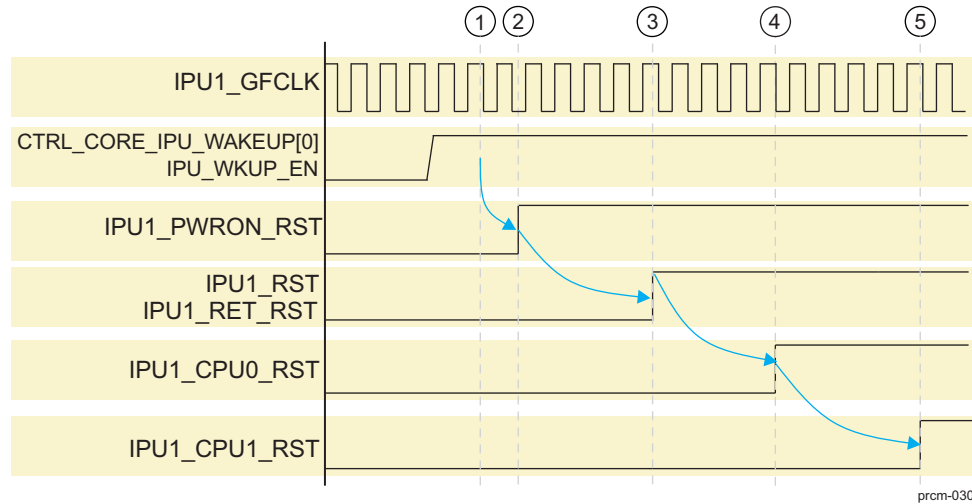 1 2 3 4 5
IPU1_GFCLK
CTRL_CORE_IPU_WAKEUP[0]
IPU_WKUP_EN
IPU1_PWRON_RST
IPU1_RST
IPU1_RET_RST
IPU1_CPU0_RST
IPU1_CPU1_RST
prcm-030